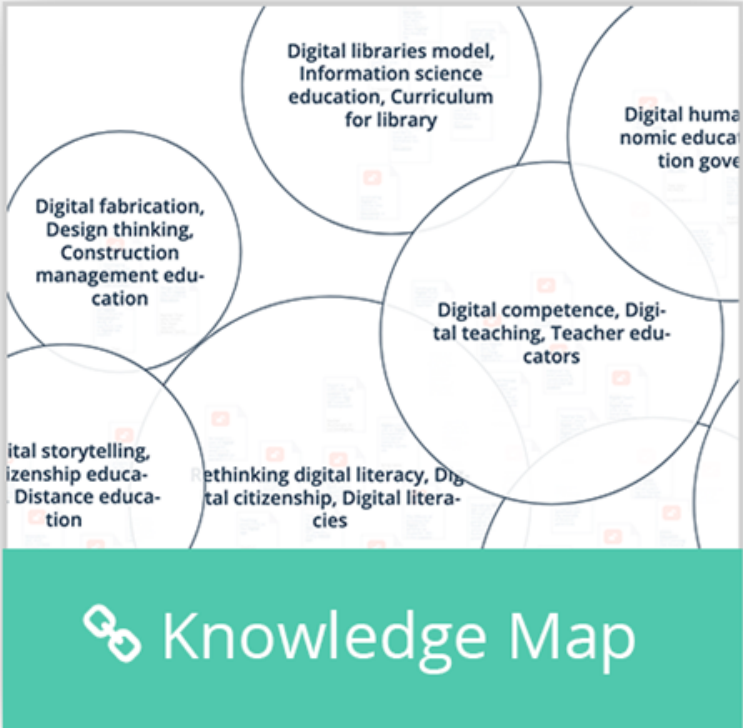 Digital libraries model,
Information science
education, Curriculum
for library
Digital huma
nomic educat
tion gove
Digital fabrication,
Design thinking,
Construction
management edu-
cation
Digital competence, Digi-
tal teaching, Teacher edu-
cators
ital storytelling,
izenship educa-
. Distance educa-
tion
Rethinking digital literacy, Dig-
tal citizenship, Digital litera-
cies
Knowledge Map